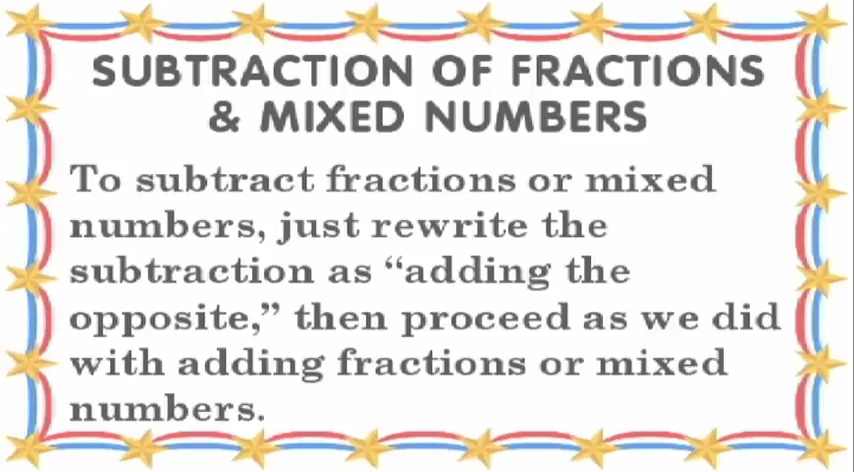 SUBTRACTION OF FRACTIONS
& MIXED NUMBERS
To subtract fractions or mixed
numbers, just rewrite the
subtraction as “adding the
opposite,” then proceed as we did
with adding fractions or mixed
numbers.